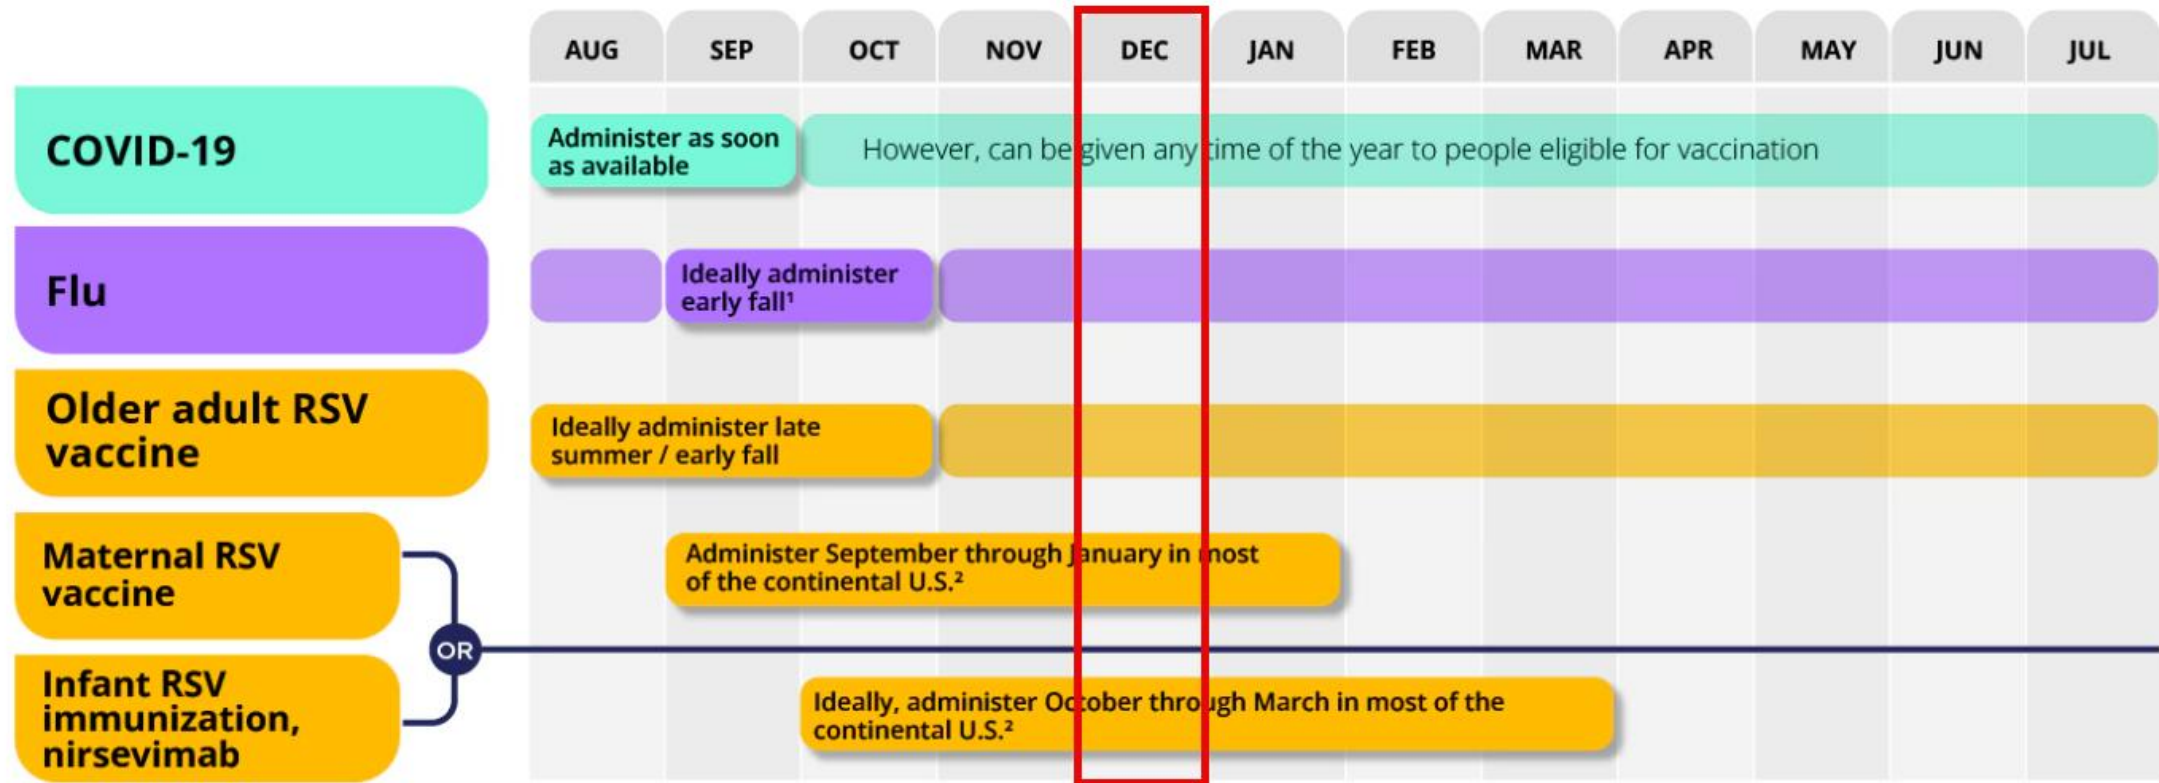 AUG SEP OCT NOV DEC JAN FEB MAR APR MAY JUN JUL
COVID-19
Administer as soon
as available
However, can be given any time of the year to people eligible for vaccination
Flu
Ideally administer
early fall¹
Older adult RSV
vaccine
Ideally administer late
summer / early fall
Maternal RSV
vaccine
Administer September through January in most
of the continental U.S.²
OR
Infant RSV
immunization,
nirsevimab
Ideally, administer October through March in most of the
continental U.S.²